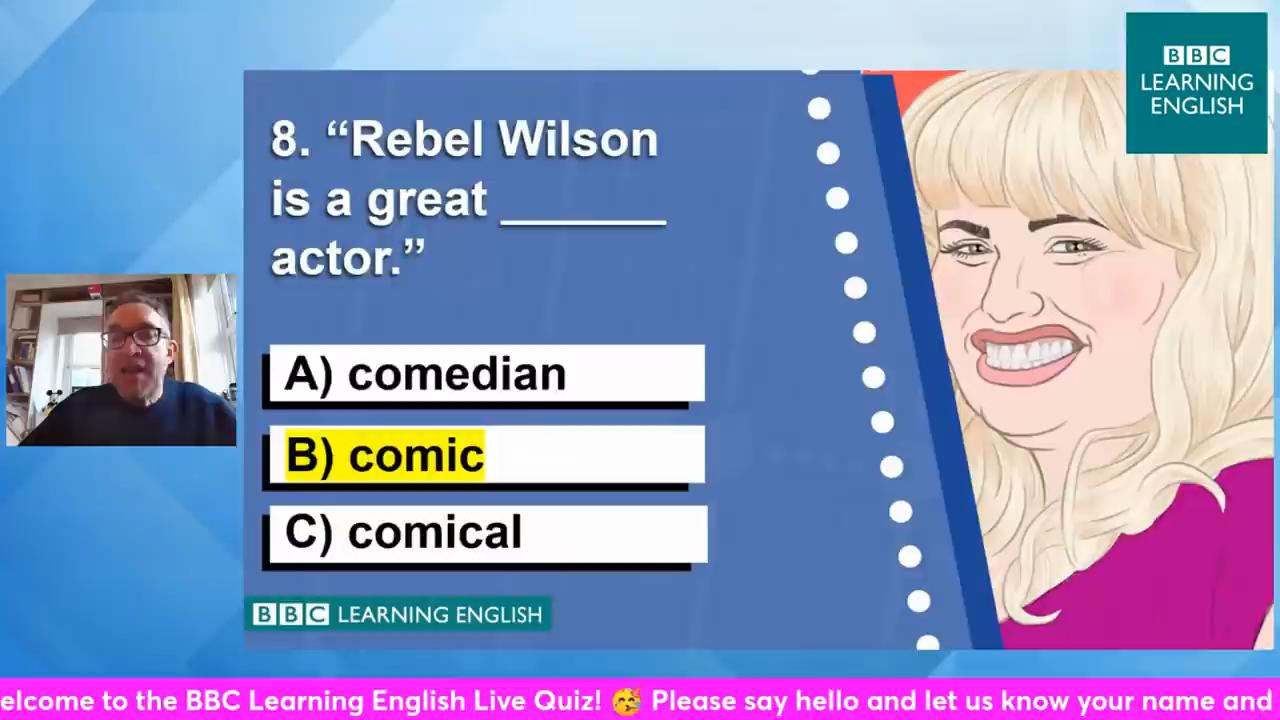 BBC
LEARNING
ENGLISH
8. “Rebel Wilson
is a great ______
actor.”
A) comedian
B) comic
C) comical
BBC LEARNING ENGLISH
elcome to the BBC Learning English Live Quiz! 🥳 Please say hello and let us know your name and